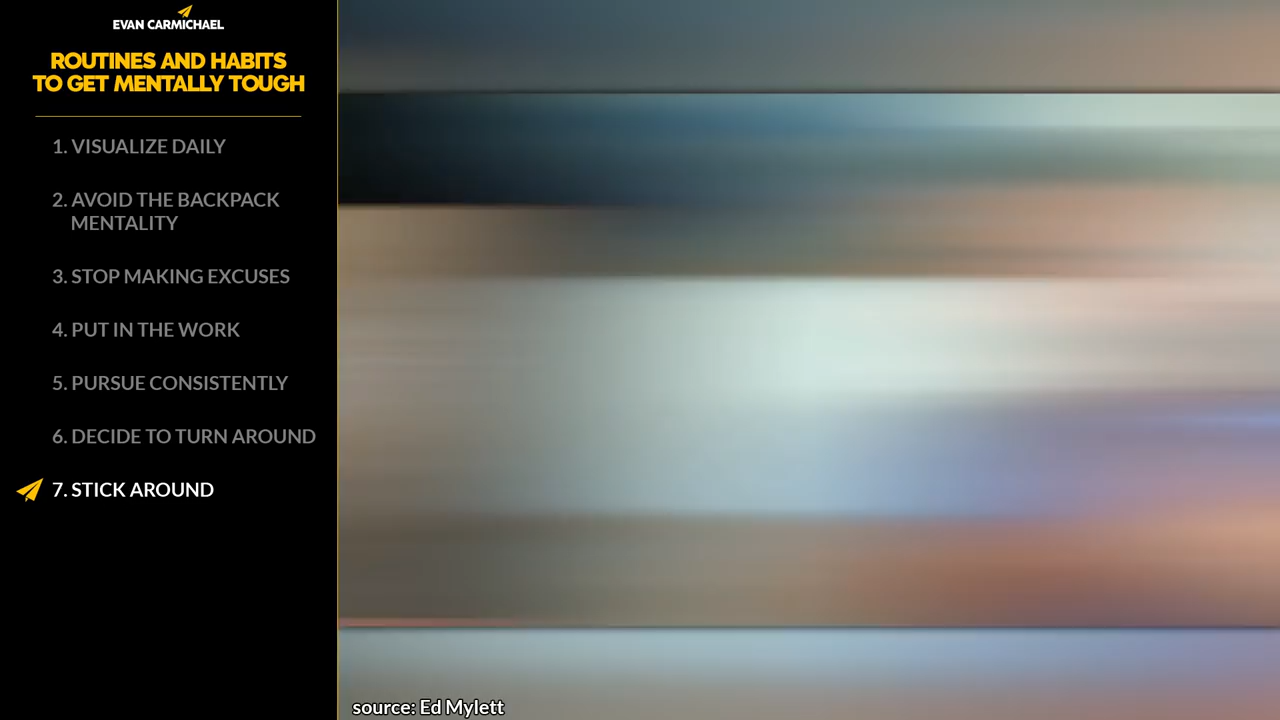 EVAN CARMICHAEL
ROUTINES AND HABITS
TO GET MENTALLY TOUGH
1. VISUALIZE DAILY
2. AVOID THE BACKPACK
MENTALITY
3. STOP MAKING EXCUSES
4. PUT IN THE WORK
5. PURSUE CONSISTENTLY
6. DECIDE TO TURN AROUND
7. STICK AROUND
source: Ed Mylett